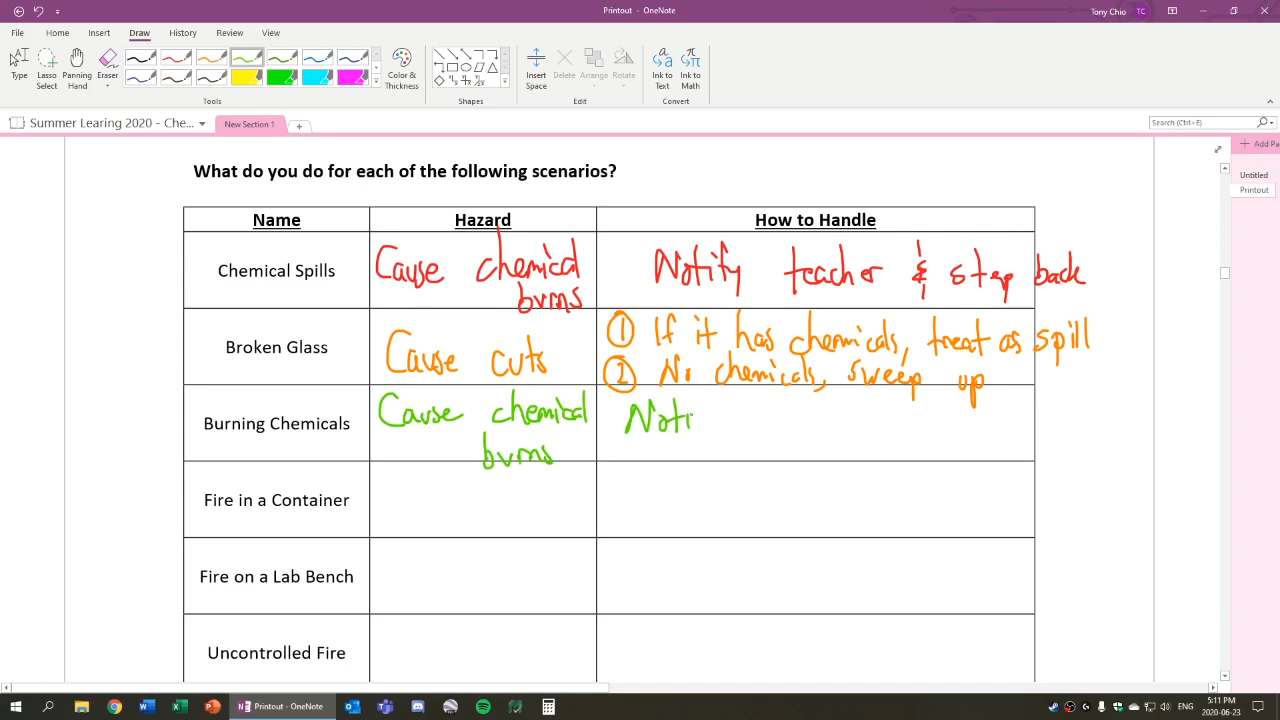 Printout - OneNote
Tony Chio
File Home Insert Draw History Review View
Type
Lasso Select
Panning Hand
Eraser
Color & Thickness
Insert Space
Delete
Arrange
Rotate
Ink to Text
Ink to Math
Tools
Shapes
Edit
Convert
Summer Learing 2020 - Che...
New Section 1
Search (Ctrl+E)
Add Pa
Untitled
Printout
What do you do for each of the following scenarios?
Name Hazard How to Handle
Chemical Spills
Cause chemical
burns
Notify teacher & step back
Broken Glass
Cause cuts
① If it has chemicals, treat as spill
② No chemicals, sweep up
Burning Chemicals
Cause chemical
burns
Noti
Fire in a Container
Fire on a Lab Bench
Uncontrolled Fire
Printout - OneNote
5:11 PM
2020-06-23